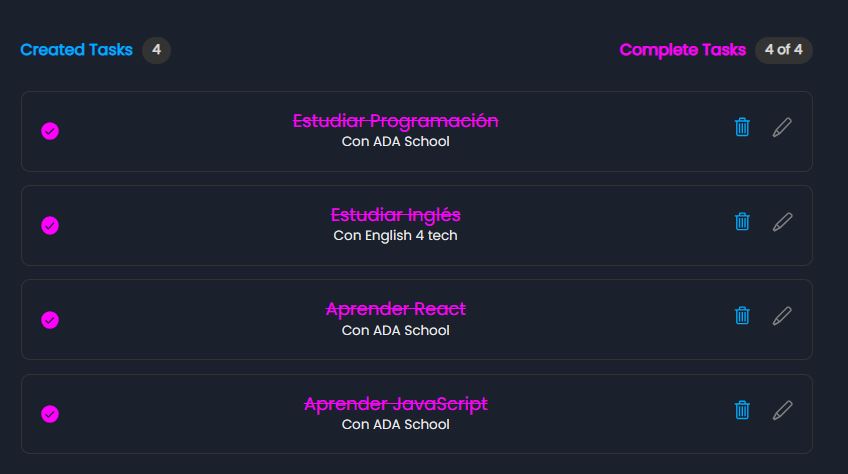 Created Tasks 4
Complete Tasks 4 of 4
Estudiar Programación
Con ADA School
Estudiar Inglés
Con English 4 tech
Aprender React
Con ADA School
Aprender JavaScript
Con ADA School